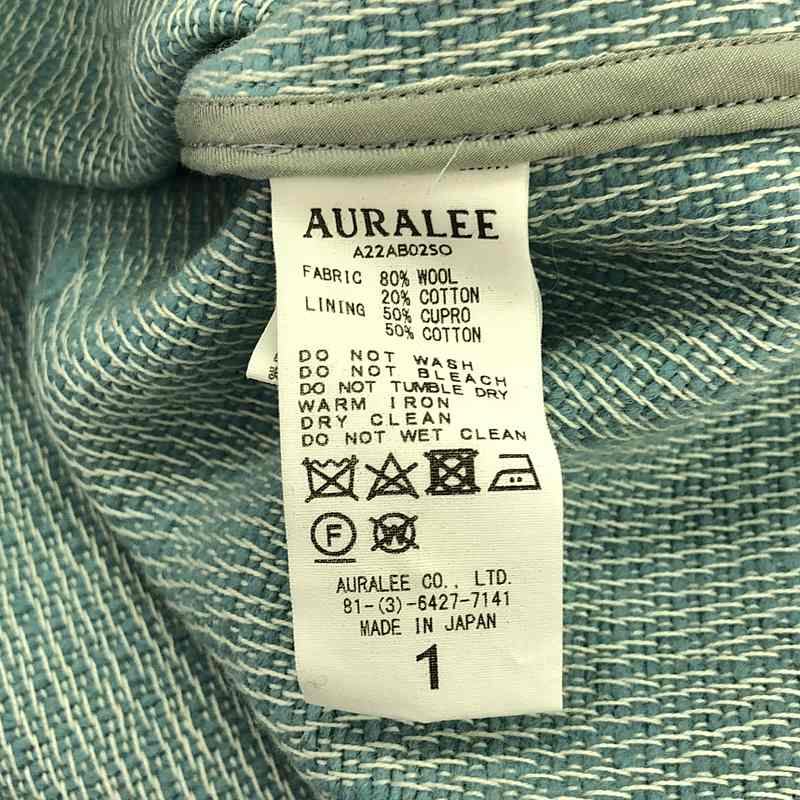 AURALEE
A22AB02SO
FABRIC 80% WOOL
20% COTTON
LINING 50% CUPRO
50% COTTON
DO NOT WASH
DO NOT BLEACH
DO NOT TUMBLE DRY
WARM IRON
DRY CLEAN
DO NOT WET CLEAN
F W
AURALEE CO., LTD.
81-(3)-6427-7141
MADE IN JAPAN
1